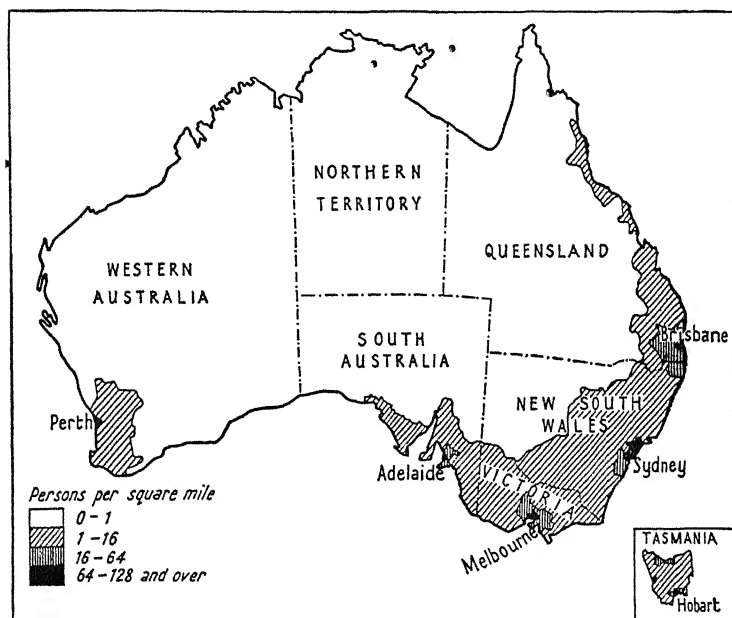 NORTHERN
TERRITORY
QUEENSLAND
WESTERN
AUSTRALIA
SOUTH
AUSTRALIA
Brisbane
NEW SOUTH
WALES
Perth
Adelaide
Sydney
VICTORIA
Melbourne
Persons per square mile
0–1
1–16
16–64
64–128 and over
TASMANIA
Hobart